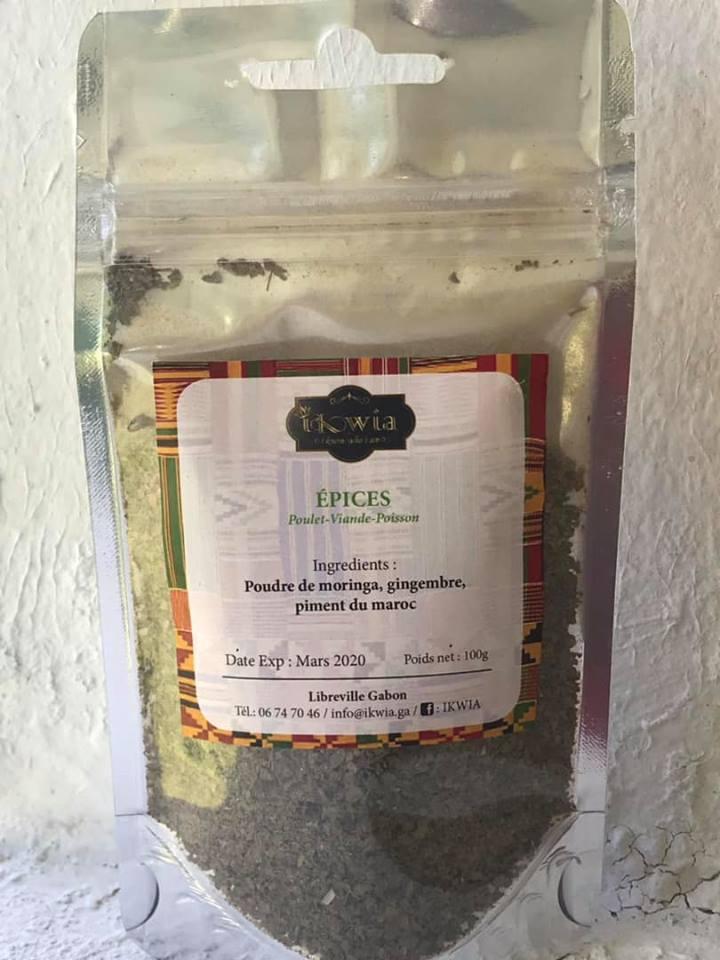 ikwia
ÉPICES
Poulet-Viande-Poisson
Ingredients :
Poudre de moringa, gingembre,
piment du maroc
Date Exp : Mars 2020 Poids net : 100g
Libreville Gabon
Tél.: 06 74 70 46 / info@ikwia.ga / f : IKWIA